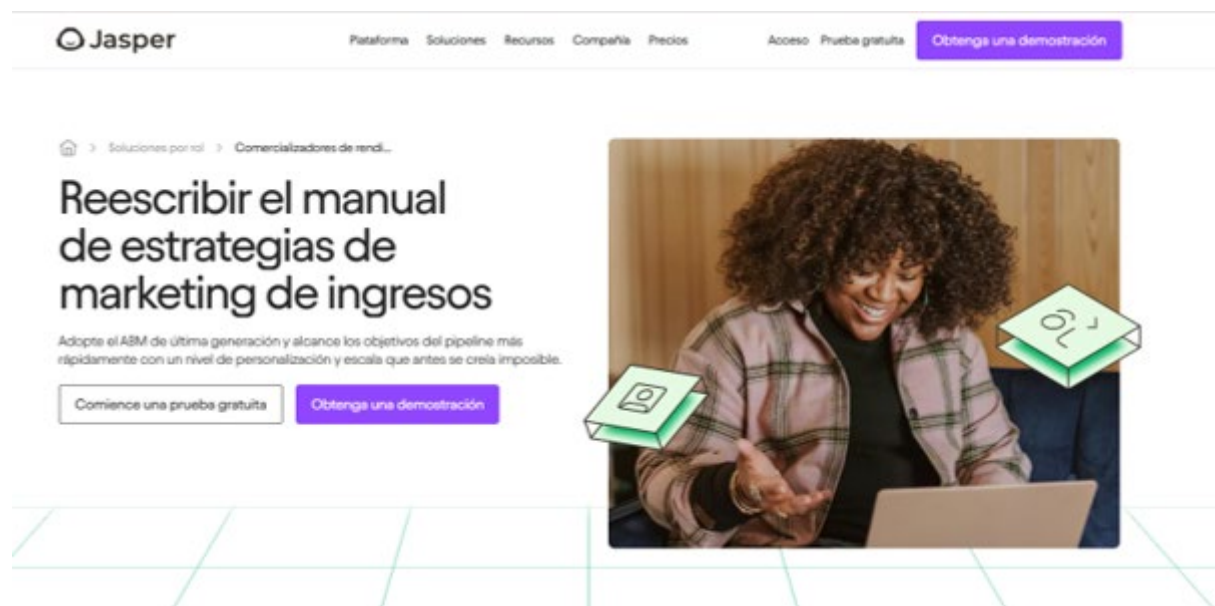 Jasper
Plataforma Soluciones Recursos Compañía Precios Acceso Prueba gratuita Obtenga una demostración
Soluciones por rol > Comercializadores de rendi...
Reescribir el manual
de estrategias de
marketing de ingresos
Adopte el ABM de última generación y alcance los objetivos del pipeline más
rápidamente con un nivel de personalización y escala que antes se creía imposible.
Comience una prueba gratuita Obtenga una demostración